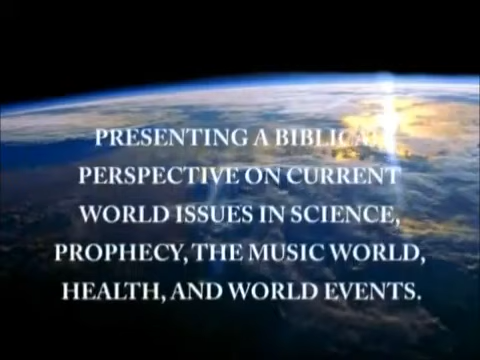 PRESENTING A BIBLICAL
PERSPECTIVE ON CURRENT
WORLD ISSUES IN SCIENCE,
PROPHECY, THE MUSIC WORLD,
HEALTH, AND WORLD EVENTS.